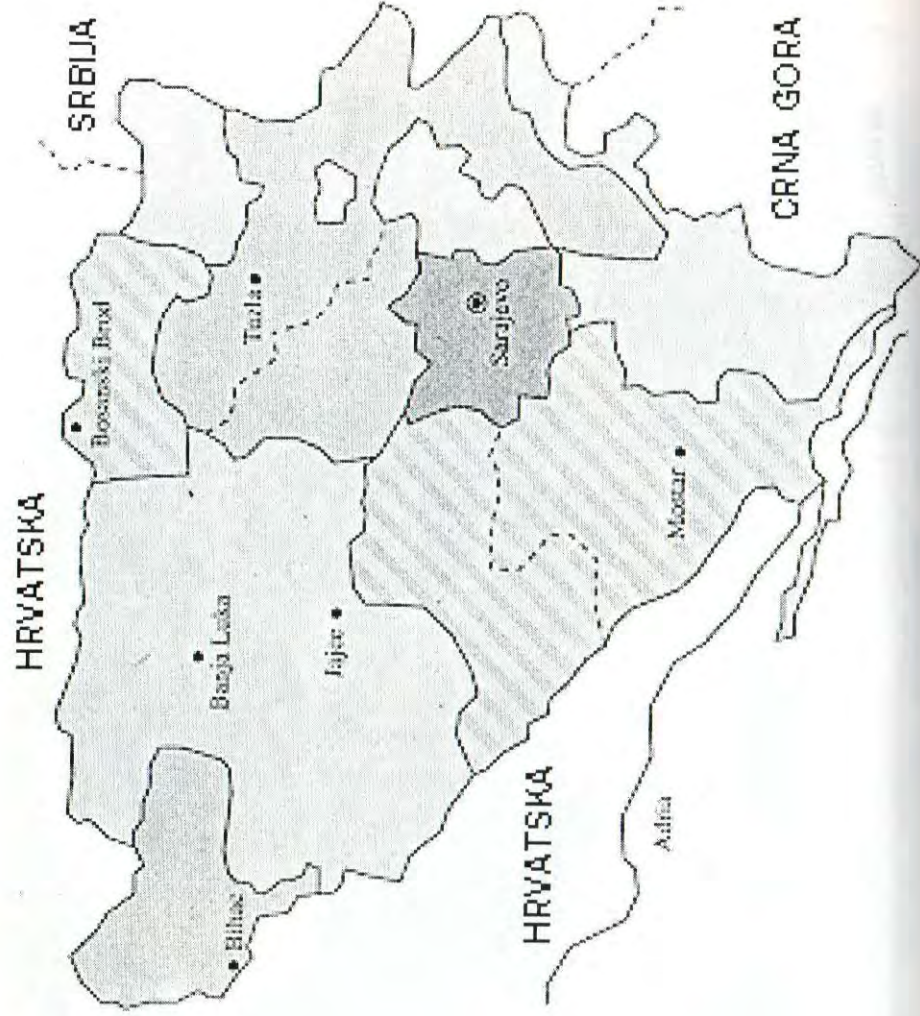 HRVATSKA
SRBIJA
Bosanski Brod
Tuzla
Banja Luka
Jajce
Bihać
Sarajevo
Mostar
HRVATSKA
Adria
CRNA GORA